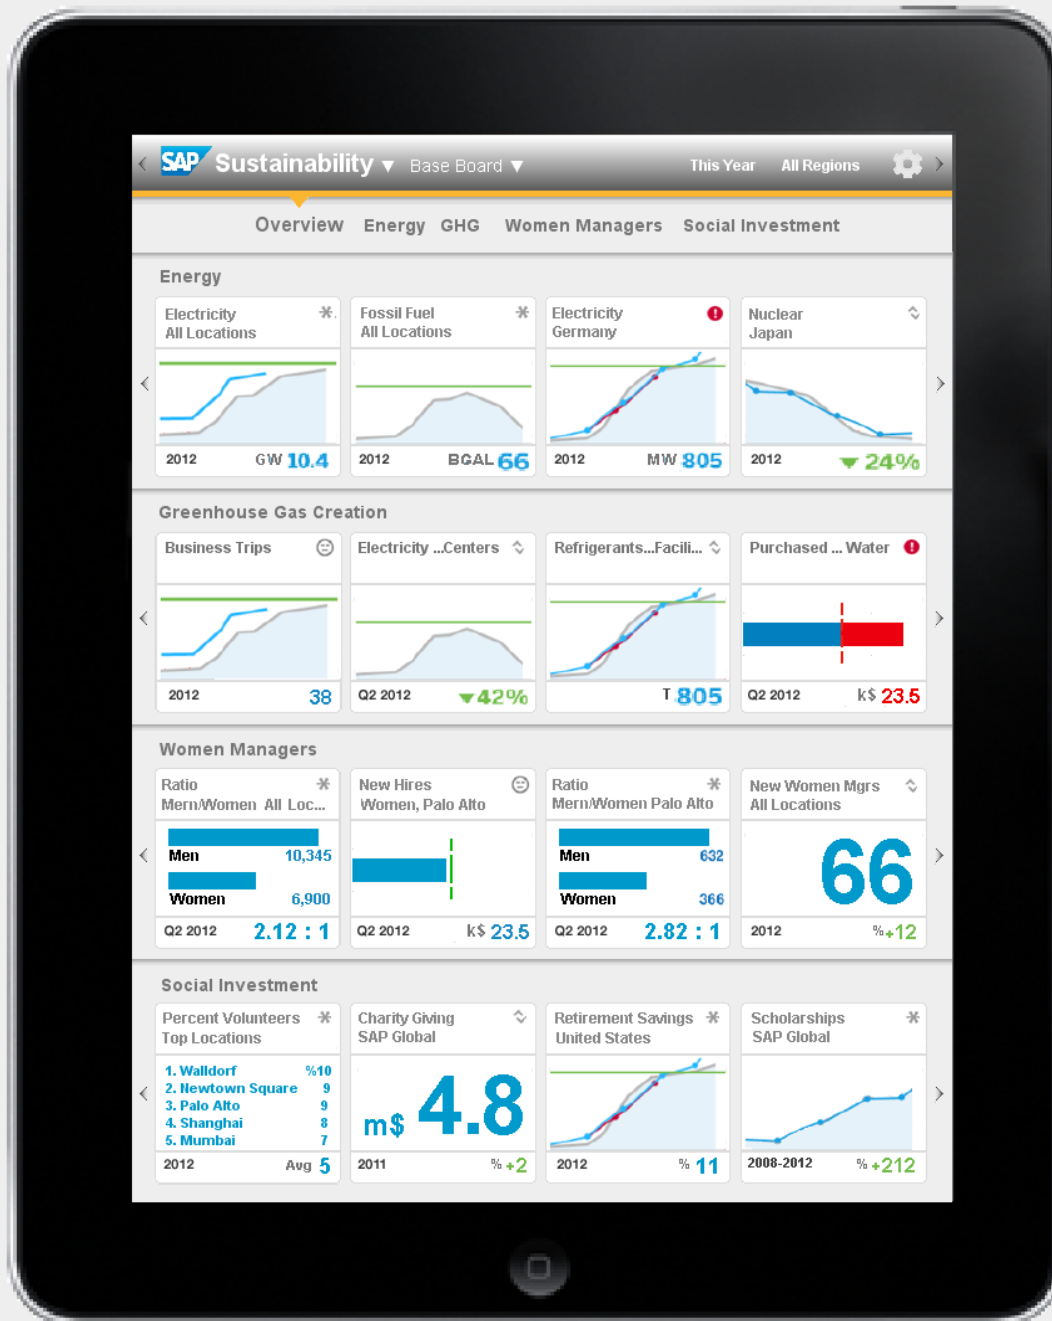 SAP Sustainability ▼ Base Board ▼ This Year All Regions
Overview Energy GHG Women Managers Social Investment
Energy
Electricity
All Locations
2012 GW 10.4
Fossil Fuel
All Locations
2012 BGAL 66
Electricity
Germany
2012 MW 805
Nuclear
Japan
2012 ▼ 24%
Greenhouse Gas Creation
Business Trips
2012 38
Electricity ...Centers
Q2 2012 ▼42%
Refrigerants...Facili...
T 805
Purchased ... Water
Q2 2012 k$ 23.5
Women Managers
Ratio
Mern/Women All Loc...
Men 10,345
Women 6,900
Q2 2012 2.12 : 1
New Hires
Women, Palo Alto
Q2 2012 k$ 23.5
Ratio
Mern/Women Palo Alto
Men 632
Women 366
Q2 2012 2.82 : 1
New Women Mgrs
All Locations
66
2012 %+12
Social Investment
Percent Volunteers
Top Locations
1. Walldorf %10
2. Newtown Square 9
3. Palo Alto 9
4. Shanghai 8
5. Mumbai 7
2012 Avg 5
Charity Giving
SAP Global
m$ 4.8
2011 % +2
Retirement Savings
United States
2012 % 11
Scholarships
SAP Global
2008-2012 % +212